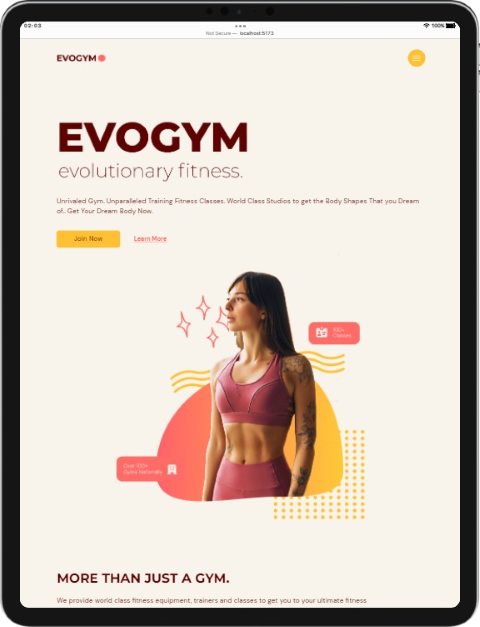 02:03
100%
Not Secure — localhost:5173
EVOGYM
EVOGYM
evolutionary fitness.
Unrivaled Gym. Unparalleled Training Fitness Classes. World Class Studios to get the Body Shapes That you Dream
of.. Get Your Dream Body Now.
Join Now Learn More
100+
Classes
Over 100+
Gyms Nationally
MORE THAN JUST A GYM.
We provide world class fitness equipment, trainers and classes to get you to your ultimate fitness